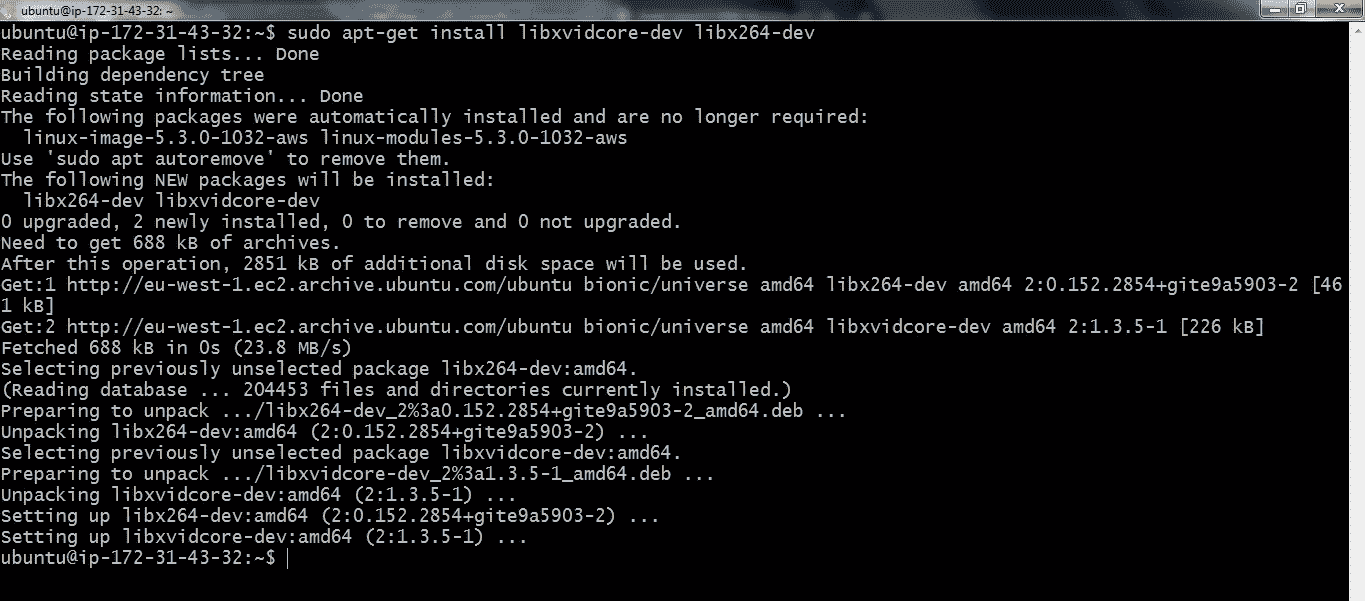 ubuntu@ip-172-31-43-32: ~
ubuntu@ip-172-31-43-32:~$ sudo apt-get install libxvidcore-dev libx264-dev
Reading package lists... Done
Building dependency tree
Reading state information... Done
The following packages were automatically installed and are no longer required:
  linux-image-5.3.0-1032-aws linux-modules-5.3.0-1032-aws
Use 'sudo apt autoremove' to remove them.
The following NEW packages will be installed:
  libx264-dev libxvidcore-dev
0 upgraded, 2 newly installed, 0 to remove and 0 not upgraded.
Need to get 688 kB of archives.
After this operation, 2851 kB of additional disk space will be used.
Get:1 http://eu-west-1.ec2.archive.ubuntu.com/ubuntu bionic/universe amd64 libx264-dev amd64 2:0.152.2854+gite9a5903-2 [46
1 kB]
Get:2 http://eu-west-1.ec2.archive.ubuntu.com/ubuntu bionic/universe amd64 libxvidcore-dev amd64 2:1.3.5-1 [226 kB]
Fetched 688 kB in 0s (23.8 MB/s)
Selecting previously unselected package libx264-dev:amd64.
(Reading database ... 204453 files and directories currently installed.)
Preparing to unpack .../libx264-dev_2%3a0.152.2854+gite9a5903-2_amd64.deb ...
Unpacking libx264-dev:amd64 (2:0.152.2854+gite9a5903-2) ...
Selecting previously unselected package libxvidcore-dev:amd64.
Preparing to unpack .../libxvidcore-dev_2%3a1.3.5-1_amd64.deb ...
Unpacking libxvidcore-dev:amd64 (2:1.3.5-1) ...
Setting up libx264-dev:amd64 (2:0.152.2854+gite9a5903-2) ...
Setting up libxvidcore-dev:amd64 (2:1.3.5-1) ...
ubuntu@ip-172-31-43-32:~$